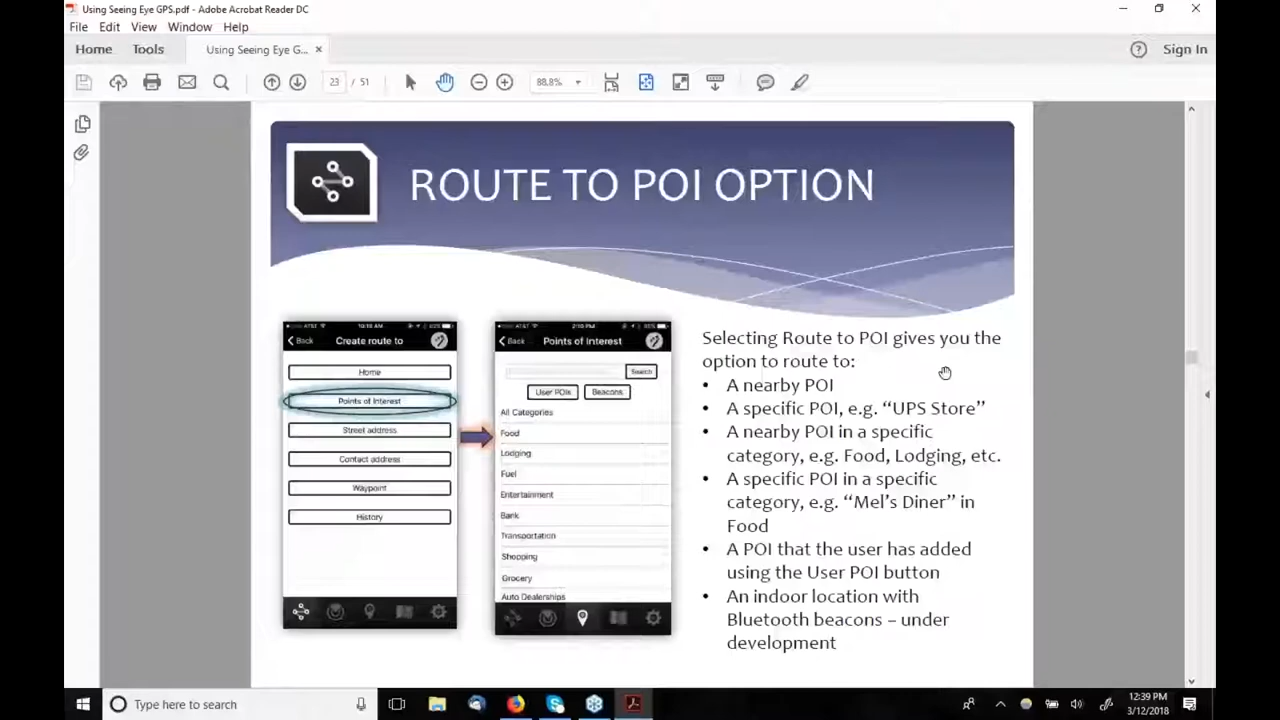 Using Seeing Eye GPS.pdf - Adobe Acrobat Reader DC
File Edit View Window Help
Home Tools Using Seeing Eye G... × Sign In
23 / 51 88.8%
ROUTE TO POI OPTION
Back Create route to
Home
Points of Interest
Street address
Contact address
Waypoint
History
Back Points of Interest
Search
User POIs Beacons
All Categories
Food
Lodging
Fuel
Entertainment
Bank
Transportation
Shopping
Grocery
Auto Dealerships
Selecting Route to POI gives you the
option to route to:
• A nearby POI
• A specific POI, e.g. “UPS Store”
• A nearby POI in a specific
category, e.g. Food, Lodging, etc.
• A specific POI in a specific
category, e.g. “Mel’s Diner” in
Food
• A POI that the user has added
using the User POI button
• An indoor location with
Bluetooth beacons – under
development
Type here to search
12:39 PM
3/12/2018